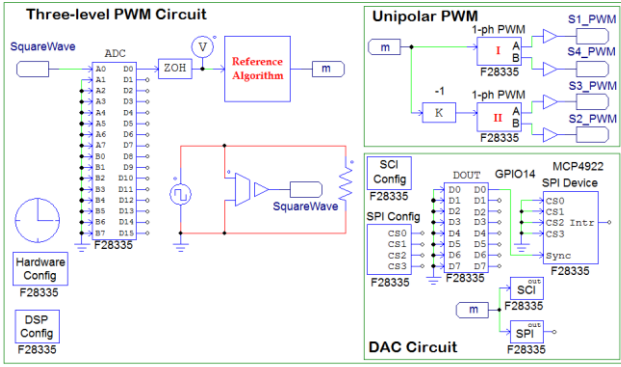 Three-level PWM Circuit
SquareWave
ADC
A0 D0
A1 D1
A2 D2
A3 D3
A4 D4
A5 D5
A6 D6
A7 D7
B0 D8
B1 D9
B2 D10
B3 D11
B4 D12
B5 D13
B6 D14
B7 D15
F28335
ZOH
V
Reference
Algorithm
m
SquareWave
Hardware
Config
F28335
DSP
Config
F28335
Unipolar PWM
m
1-ph PWM
I
A
B
F28335
S1_PWM
S4_PWM
-1
K
1-ph PWM
II
A
B
F28335
S3_PWM
S2_PWM
SCI
Config
F28335
SPI Config
CS0
CS1
CS2
CS3
F28335
DOUT
D0 D0
D1 D1
D2 D2
D3 D3
D4 D4
D5 D5
D6 D6
D7 D7
F28335
GPIO14
MCP4922
SPI Device
CS0
CS1
CS2 Intr
CS3
Sync
F28335
m
out
SCI
F28335
out
SPI
F28335
DAC Circuit